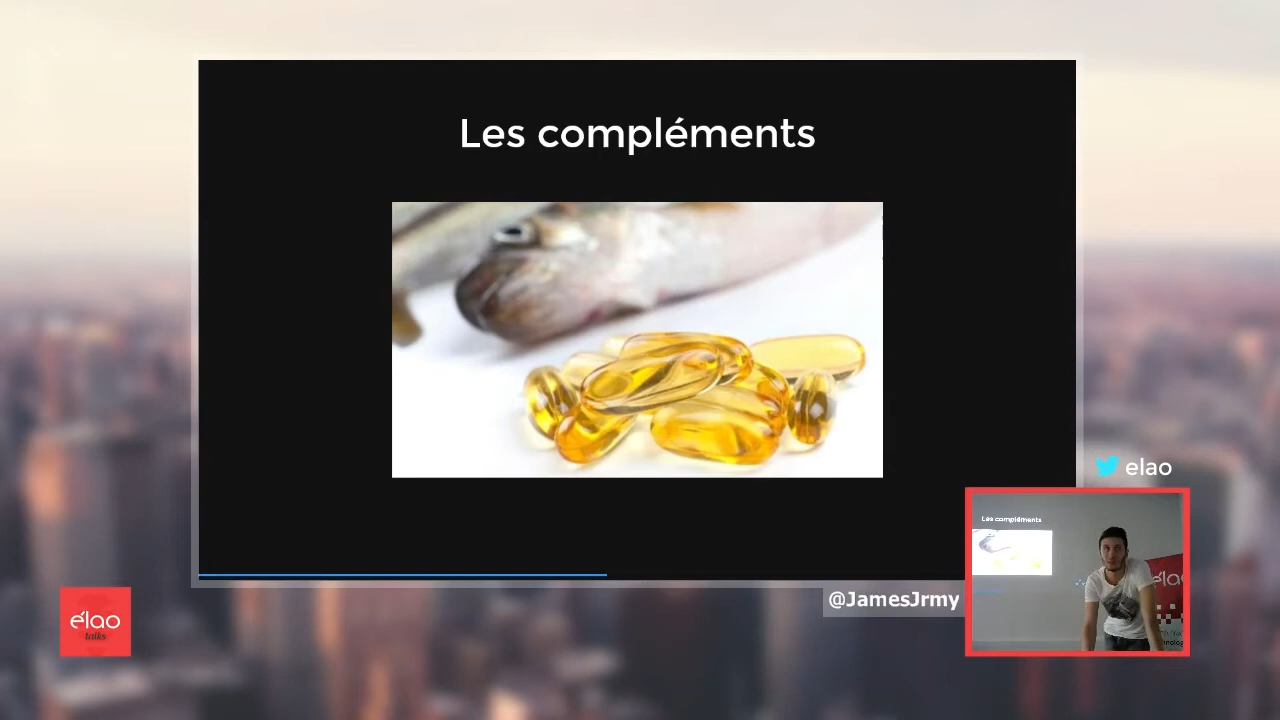 Les compléments
elao
Les compléments
@JamesJrmy
élao
talks